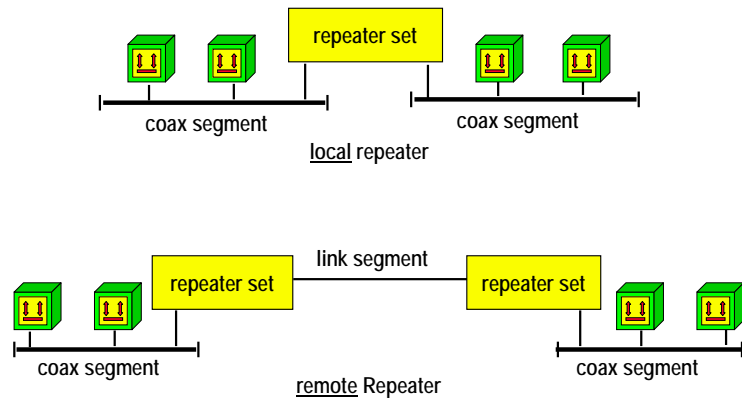 repeater set
coax segment
coax segment
local repeater
link segment
repeater set
repeater set
coax segment
coax segment
remote Repeater